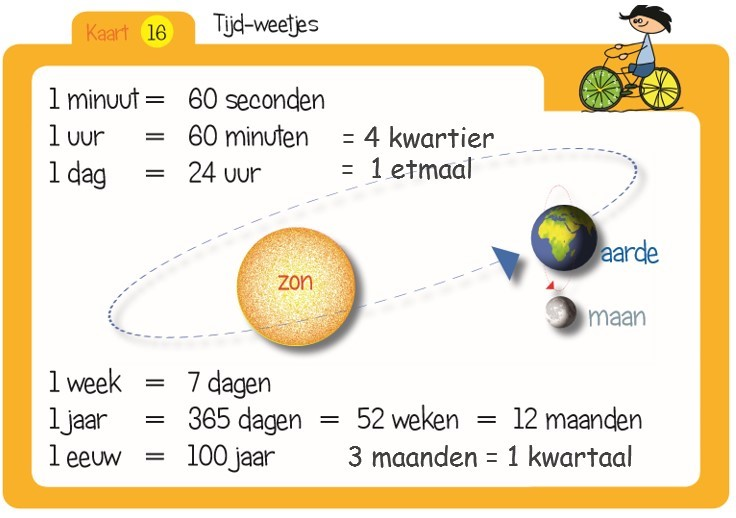 Kaart 16 Tijd-weetjes
1 minuut = 60 seconden
1 uur = 60 minuten = 4 kwartier
1 dag = 24 uur = 1 etmaal
aarde
zon
maan
1 week = 7 dagen
1 jaar = 365 dagen = 52 weken = 12 maanden
1 eeuw = 100 jaar 3 maanden = 1 kwartaal